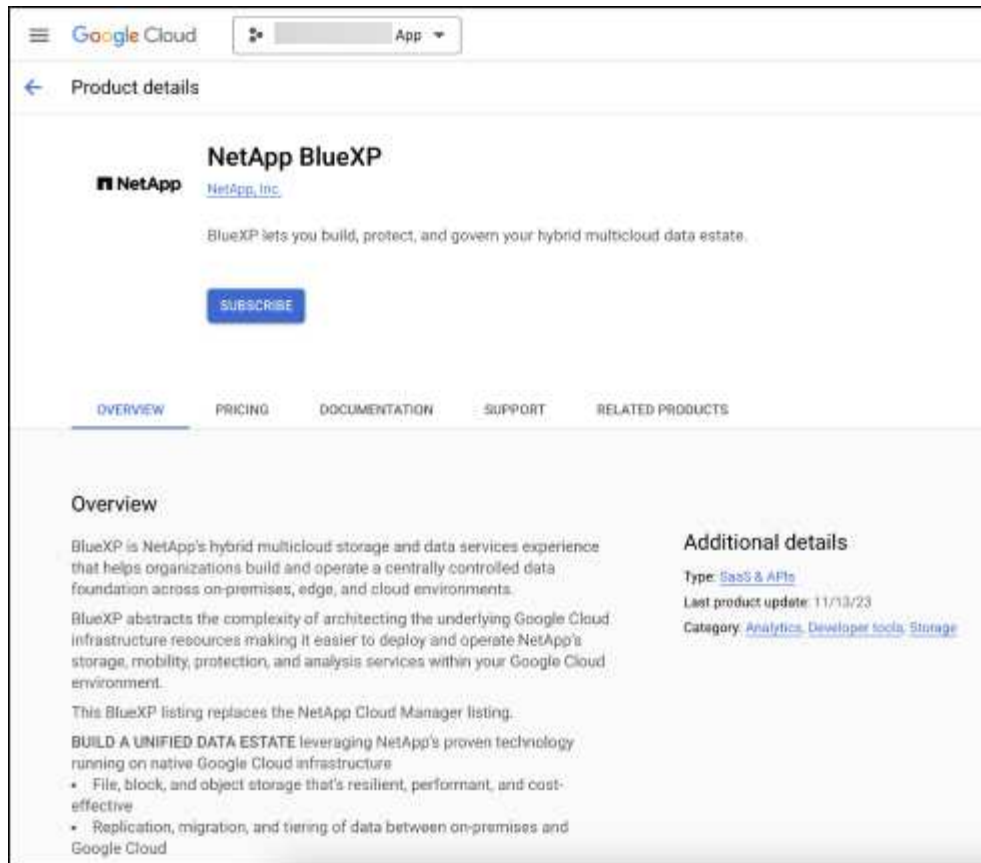 Google Cloud
App
Product details
NetApp BlueXP
NetApp
NetApp, Inc.
BlueXP lets you build, protect, and govern your hybrid multicloud data estate.
SUBSCRIBE
OVERVIEW PRICING DOCUMENTATION SUPPORT RELATED PRODUCTS
Overview
BlueXP is NetApp's hybrid multicloud storage and data services experience
that helps organizations build and operate a centrally controlled data
foundation across on-premises, edge, and cloud environments.
BlueXP abstracts the complexity of architecting the underlying Google Cloud
infrastructure resources making it easier to deploy and operate NetApp's
storage, mobility, protection, and analysis services within your Google Cloud
environment.
This BlueXP listing replaces the NetApp Cloud Manager listing.
BUILD A UNIFIED DATA ESTATE leveraging NetApp's proven technology
running on native Google Cloud infrastructure
• File, block, and object storage that's resilient, performant, and cost-
effective
• Replication, migration, and tiering of data between on-premises and
Google Cloud
Additional details
Type: SaaS & APIs
Last product update: 11/13/23
Category: Analytics, Developer tools, Storage